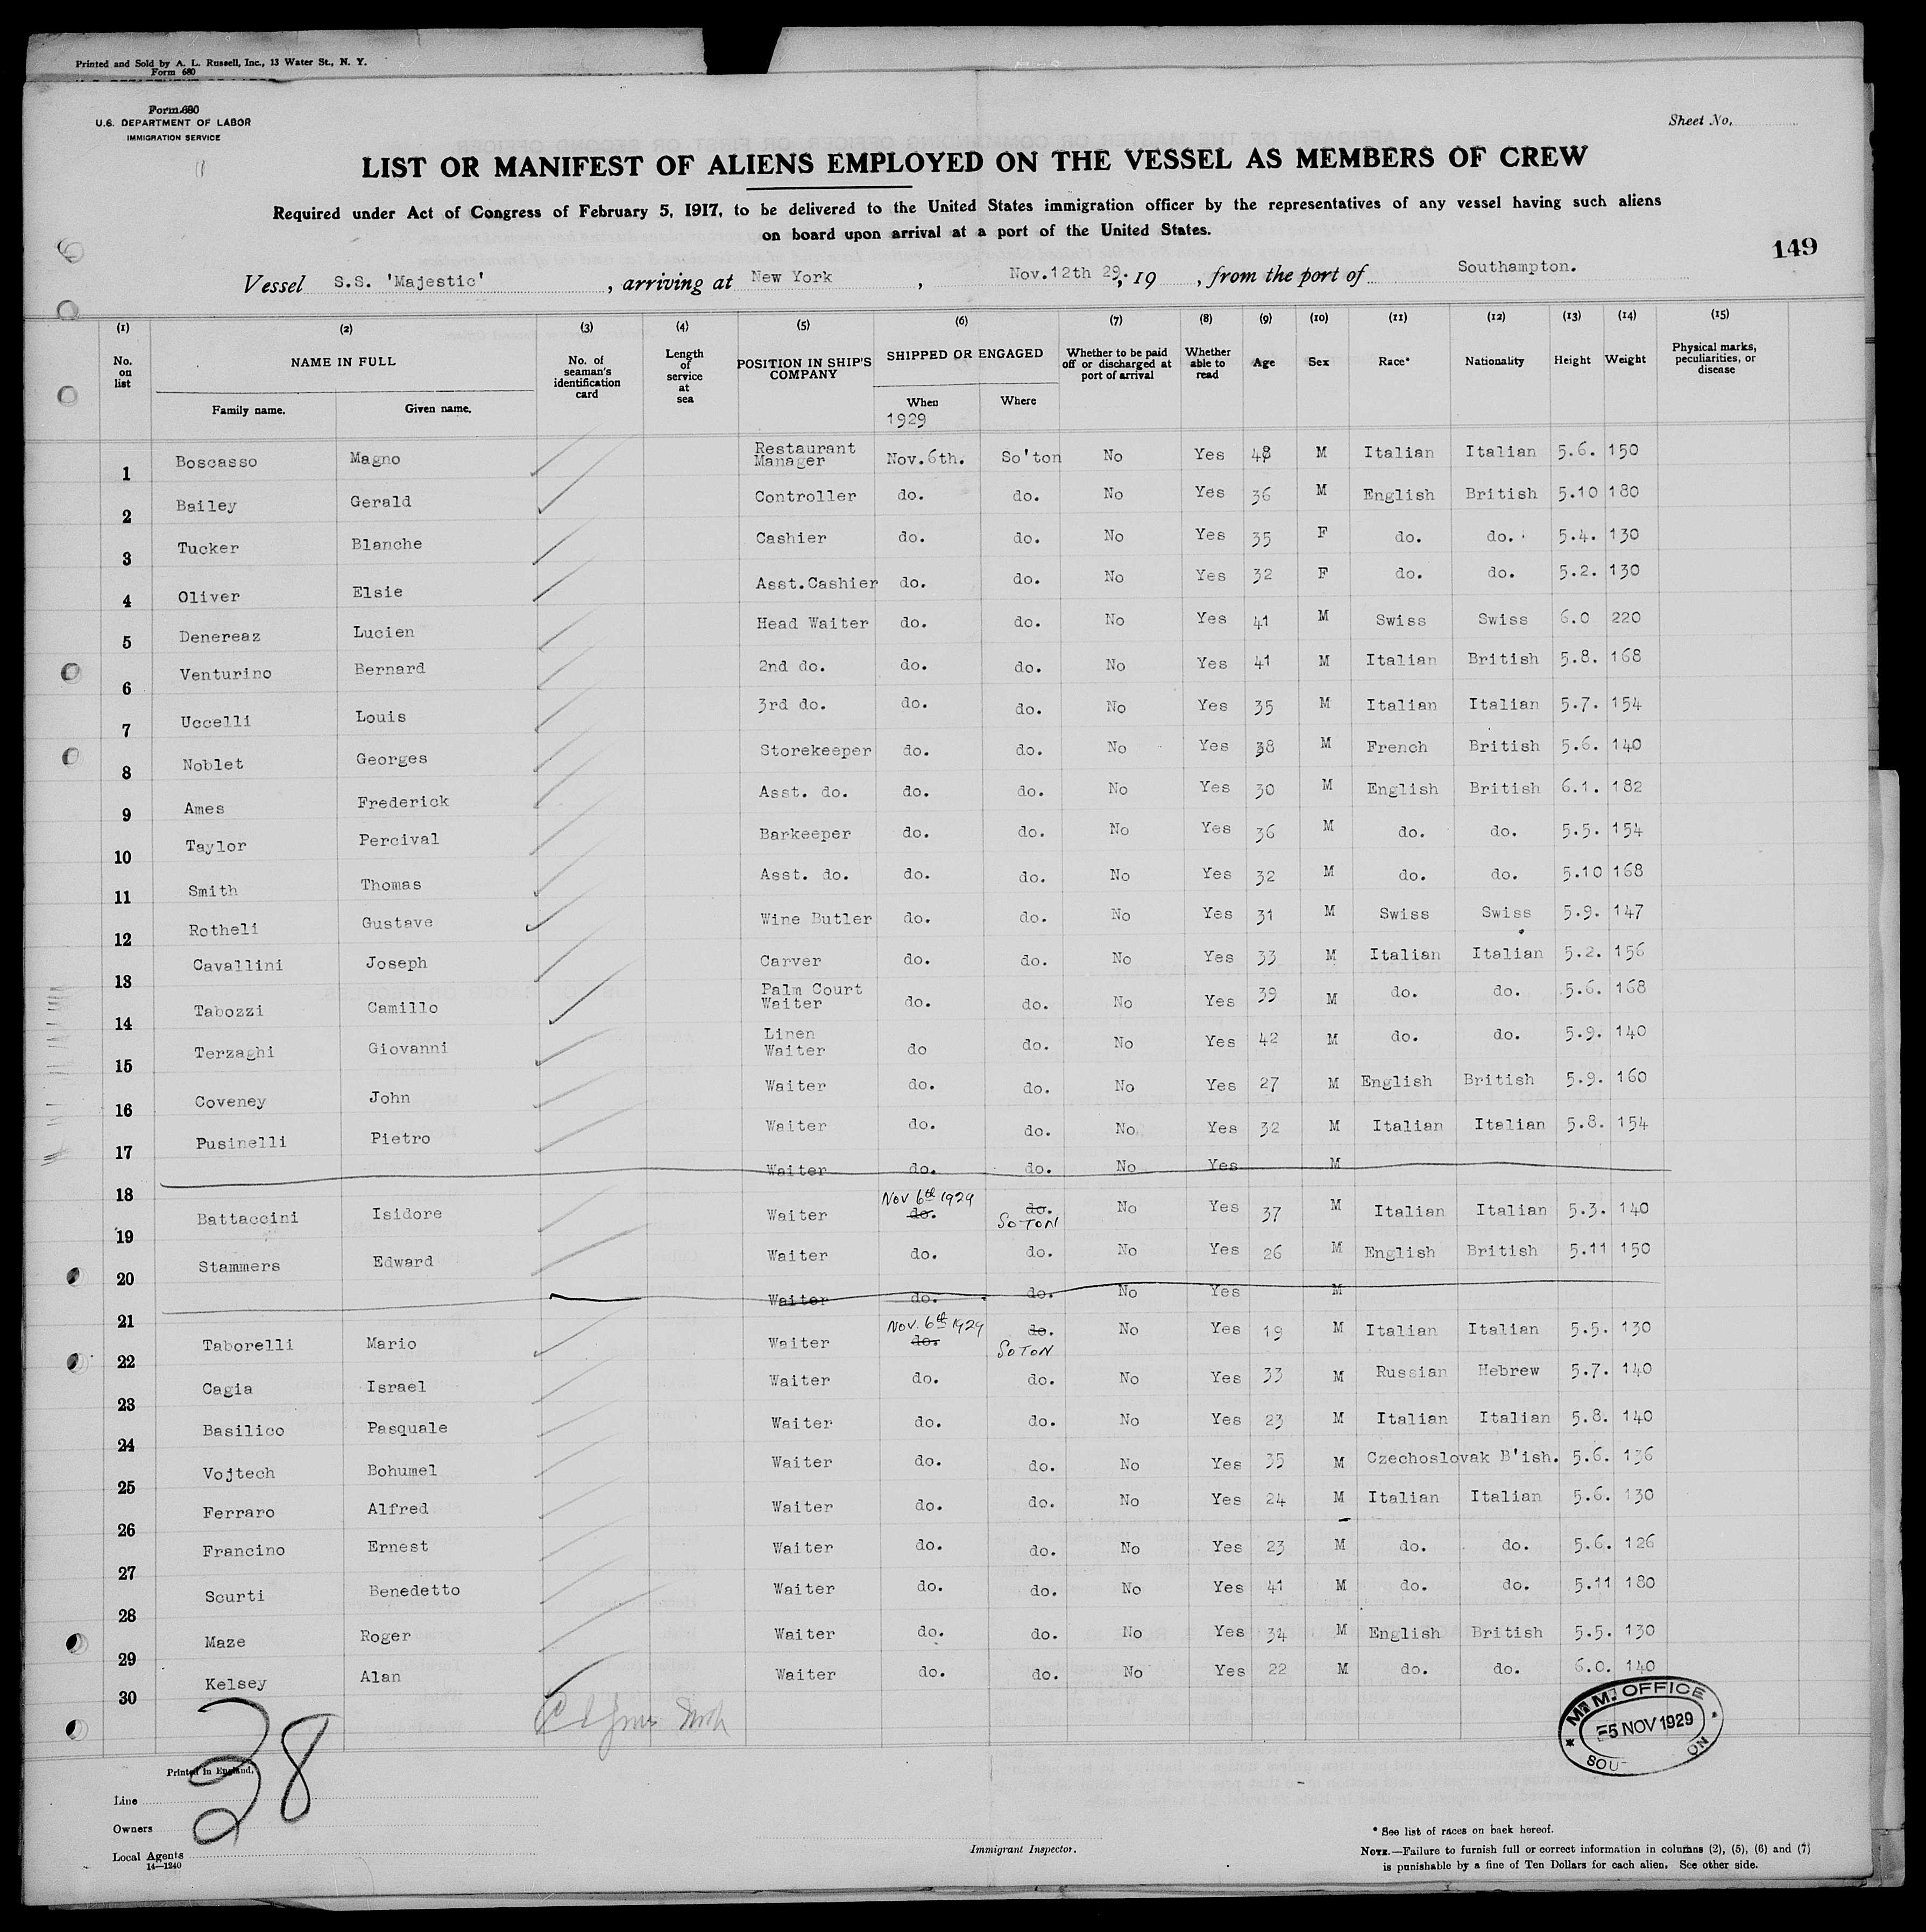 Printed and Sold by A. L. Russell, Inc., 13 Water St., N. Y.
Form 680
Form 680
U.S. DEPARTMENT OF LABOR
IMMIGRATION SERVICE
Sheet No.
LIST OR MANIFEST OF ALIENS EMPLOYED ON THE VESSEL AS MEMBERS OF CREW
Required under Act of Congress of February 5, 1917, to be delivered to the United States immigration officer by the representatives of any vessel having such aliens
on board upon arrival at a port of the United States.
149
Vessel S.S. 'Majestic' , arriving at New York , Nov.12th 29. , 19 , from the port of Southampton.
(1) (2) (3) (4) (5) (6) (7) (8) (9) (10) (11) (12) (13) (14) (15)
No. on list NAME IN FULL No. of seaman's identification card Length of service at sea POSITION IN SHIP'S COMPANY SHIPPED OR ENGAGED Whether to be paid off or discharged at port of arrival Whether able to read Age Sex Race* Nationality Height Weight Physical marks, peculiarities, or disease
Family name. Given name. When Where
1929
1 Boscasso Magno Restaurant Manager Nov.6th. So'ton No Yes 48 M Italian Italian 5.6. 150
2 Bailey Gerald Controller do. do. No Yes 36 M English British 5.10 180
3 Tucker Blanche Cashier do. do. No Yes 35 F do. do. 5.4. 130
4 Oliver Elsie Asst.Cashier do. do. No Yes 32 F do. do. 5.2. 130
5 Denereaz Lucien Head Waiter do. do. No Yes 41 M Swiss Swiss 6.0 220
6 Venturino Bernard 2nd do. do. do. No Yes 41 M Italian British 5.8. 168
7 Uccelli Louis 3rd do. do. do. No Yes 35 M Italian Italian 5.7. 154
8 Noblet Georges Storekeeper do. do. No Yes 38 M French British 5.6. 140
9 Ames Frederick Asst. do. do. do. No Yes 30 M English British 6.1. 182
10 Taylor Percival Barkeeper do. do. No Yes 36 M do. do. 5.5. 154
11 Smith Thomas Asst. do. do. do. No Yes 32 M do. do. 5.10 168
12 Rotheli Gustave Wine Butler do. do. No Yes 31 M Swiss Swiss 5.9. 147
13 Cavallini Joseph Carver do. do. No Yes 33 M Italian Italian 5.2. 156
14 Tabozzi Camillo Palm Court Waiter do. do. No Yes 39 M do. do. 5.6. 168
15 Terzaghi Giovanni Linen Waiter do do. No Yes 42 M do. do. 5.9. 140
16 Coveney John Waiter do. do. No Yes 27 M English British 5.9. 160
17 Pusinelli Pietro Waiter do. do. No Yes 32 M Italian Italian 5.8. 154
18 Waiter do. do. No Yes M
19 Battaccini Isidore Waiter Nov 6th 1929 do. do. SOTON No Yes 37 M Italian Italian 5.3. 140
20 Stammers Edward Waiter do. do. No Yes 26 M English British 5.11 150
21 Waiter do. do. No Yes M
22 Taborelli Mario Waiter Nov. 6th 1929 do. do. SOTON No Yes 19 M Italian Italian 5.5. 130
23 Cagia Israel Waiter do. do. No Yes 33 M Russian Hebrew 5.7. 140
24 Basilico Pasquale Waiter do. do. No Yes 23 M Italian Italian 5.8. 140
25 Vojtech Bohumel Waiter do. do. No Yes 35 M Czechoslovak B'ish. 5.6. 136
26 Ferraro Alfred Waiter do. do. No Yes 24 M Italian Italian 5.6. 130
27 Francino Ernest Waiter do. do. No Yes 23 M do. do. 5.6. 126
28 Scurti Benedetto Waiter do. do. No Yes 41 M do. do. 5.11 180
29 Maze Roger Waiter do. do. No Yes 34 M English British 5.5. 130
30 Kelsey Alan Waiter do. do. No Yes 22 M do. do. 6.0. 140
M. M. OFFICE
5 NOV 1929
38
Printed in England.
Line
Owners
Local Agents
14—1240
Immigrant Inspector.
* See list of races on back hereof.
NOTE.—Failure to furnish full or correct information in columns (2), (5), (6) and (7)
is punishable by a fine of Ten Dollars for each alien. See other side.